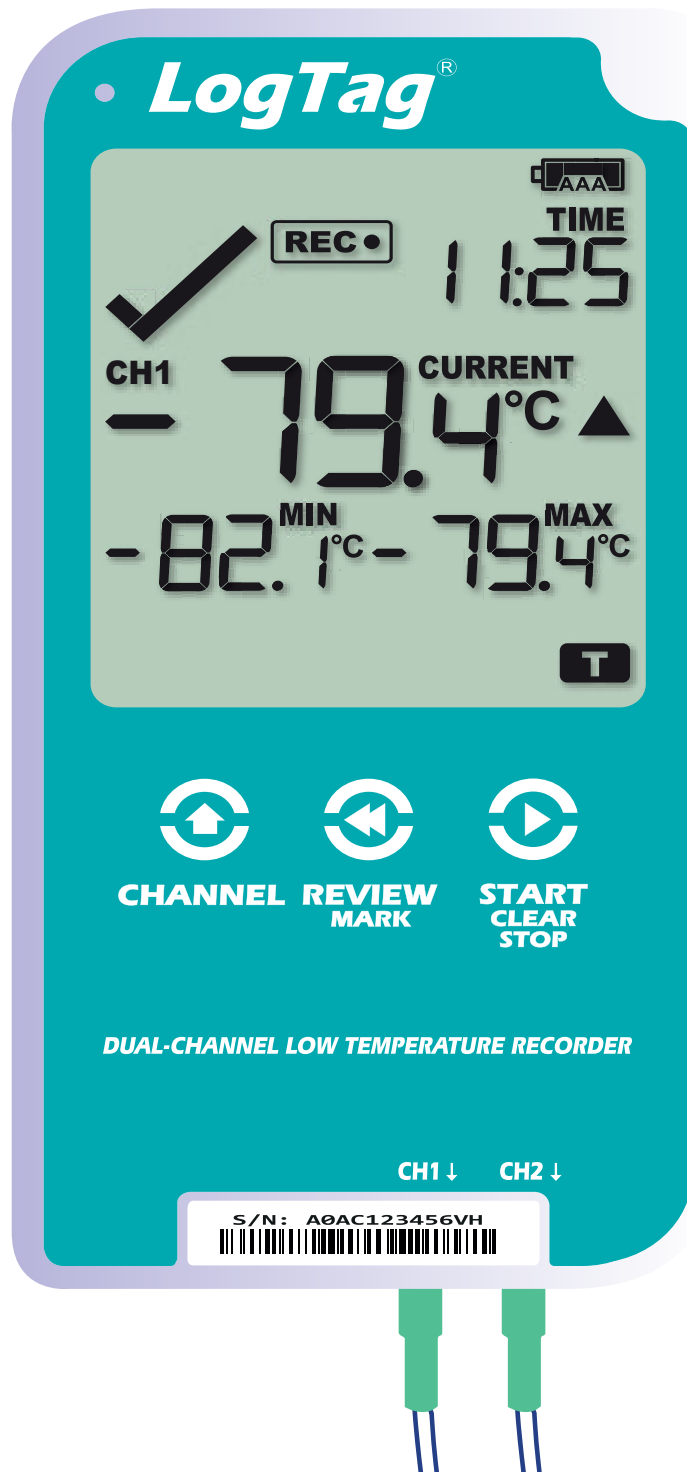 LogTag®
AAA
TIME
REC
11:25
CH1
CURRENT
-79.4°C
MIN
MAX
-82.1°C
-79.4°C
T
CHANNEL
REVIEW
MARK
START
CLEAR
STOP
DUAL-CHANNEL LOW TEMPERATURE RECORDER
CH1↓ CH2↓
S/N: A0AC123456VH